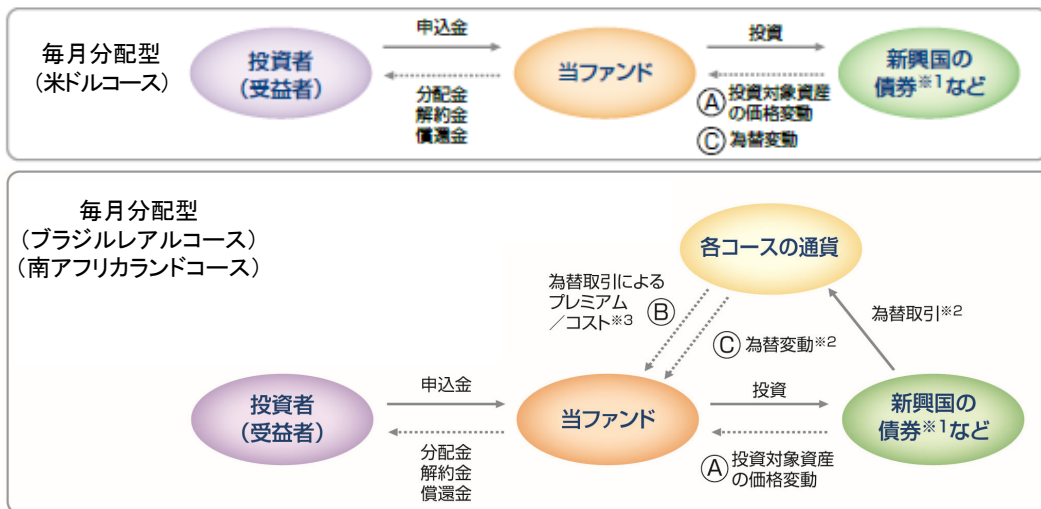 毎月分配型
（米ドルコース）
投資者
（受益者）
申込金
分配金
解約金
償還金
当ファンド
投資
Ⓐ 投資対象資産
の価格変動
Ⓒ 為替変動
新興国の
債券※1など
毎月分配型
（ブラジルレアルコース）
（南アフリカランドコース）
各コースの通貨
為替取引による
プレミアム
／コスト※3 Ⓑ
Ⓒ 為替変動※2
為替取引※2
投資者
（受益者）
申込金
分配金
解約金
償還金
当ファンド
投資
Ⓐ 投資対象資産
の価格変動
新興国の
債券※1など